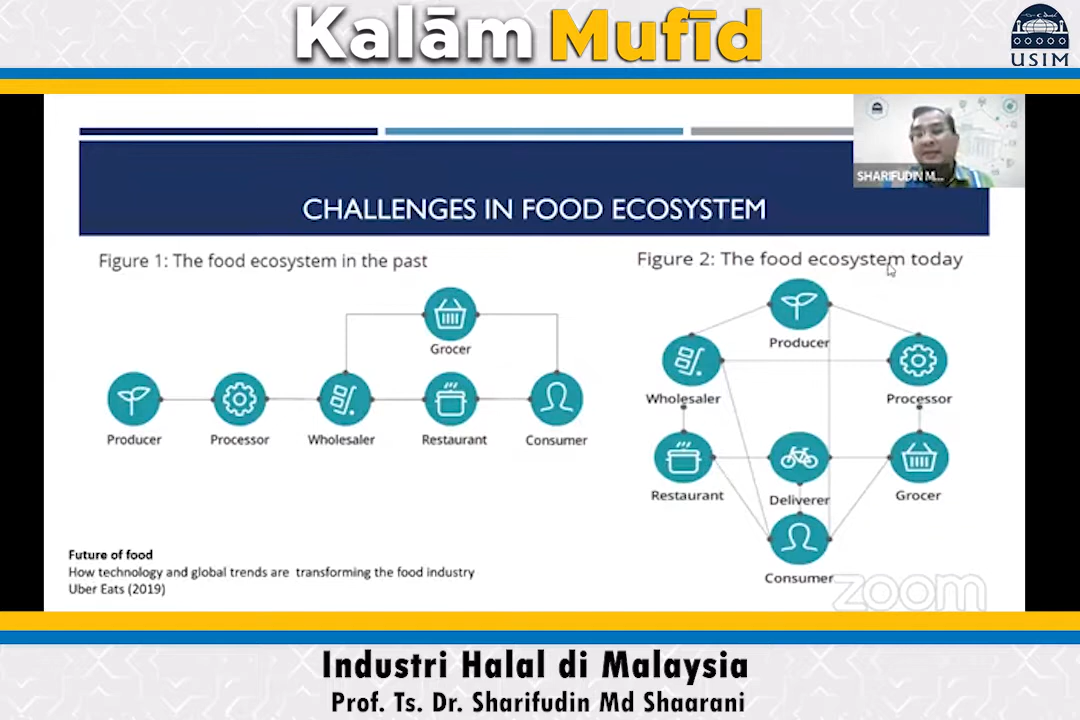 Kalām Mufīd
USIM
SHARIFUDIN M...
CHALLENGES IN FOOD ECOSYSTEM
Figure 1: The food ecosystem in the past
Grocer
Producer
Processor
Wholesaler
Restaurant
Consumer
Figure 2: The food ecosystem today
Producer
Wholesaler
Processor
Restaurant
Deliverer
Grocer
Consumer
Future of food
How technology and global trends are transforming the food industry
Uber Eats (2019)
zoom
Industri Halal di Malaysia
Prof. Ts. Dr. Sharifudin Md Shaarani